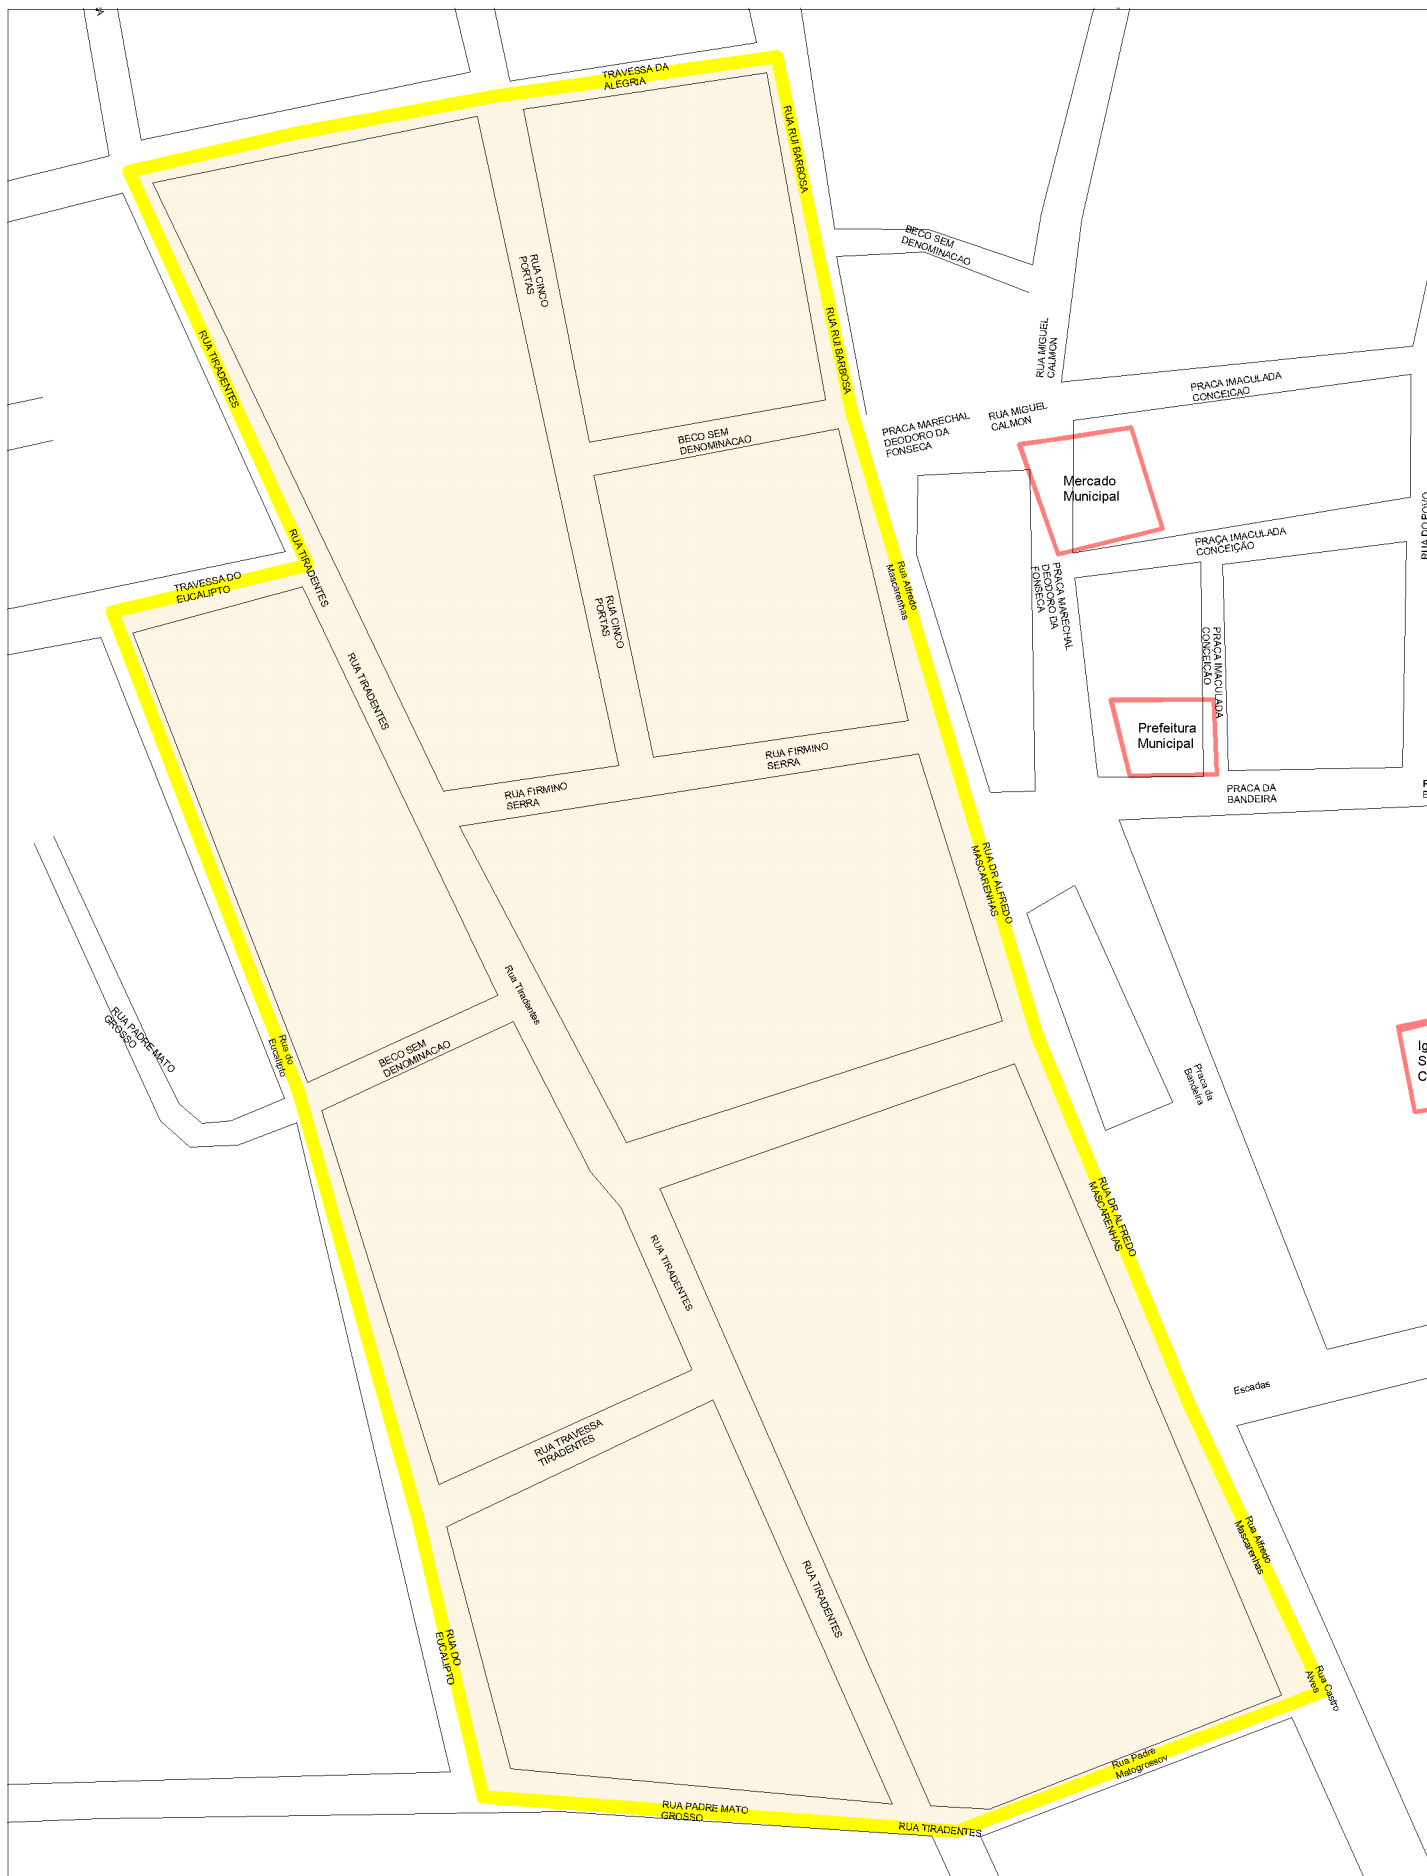 TRAVESSA DA
ALEGRIA
RUA RUI BARBOSA
BECO SEM
DENOMINACAO
RUA CINCO
PORTAS
RUA RUI BARBOSA
RUA MIGUEL
CALMON
RUA TIRADENTES
PRACA IMACULADA
CONCEICAO
PRACA MARECHAL
DEODORO DA
FONSECA
RUA MIGUEL
CALMON
BECO SEM
DENOMINACAO
Mercado
Municipal
RUA DO POVO
PRAÇA IMACULADA
CONCEIÇÃO
RUA TIRADENTES
TRAVESSA DO
EUCALIPTO
Rua Alfredo
Mascarenhas
PRACA MARECHAL
DEODORO DA
FONSECA
RUA CINCO
PORTAS
PRAÇA IMACULADA
CONCEIÇÃO
RUA TIRADENTES
Prefeitura
Municipal
RUA FIRMINO
SERRA
RUA FIRMINO
SERRA
PRACA DA
BANDEIRA
RUA DR ALFREDO
MASCARENHAS
Rua Tiradentes
RUA PADRE MATO
GROSSO
Rua do
Eucalipto
BECO SEM
DENOMINACAO
Praca da
Bandeira
RUA DR ALFREDO
MASCARENHAS
RUA TIRADENTES
Escadas
RUA TRAVESSA
TIRADENTES
Rua Alfredo
Mascarenhas
RUA TIRADENTES
RUA DO
EUCALIPTO
Rua Castro
Alves
Rua Padre
Matogrossov
RUA PADRE MATO
GROSSO
RUA TIRADENTES